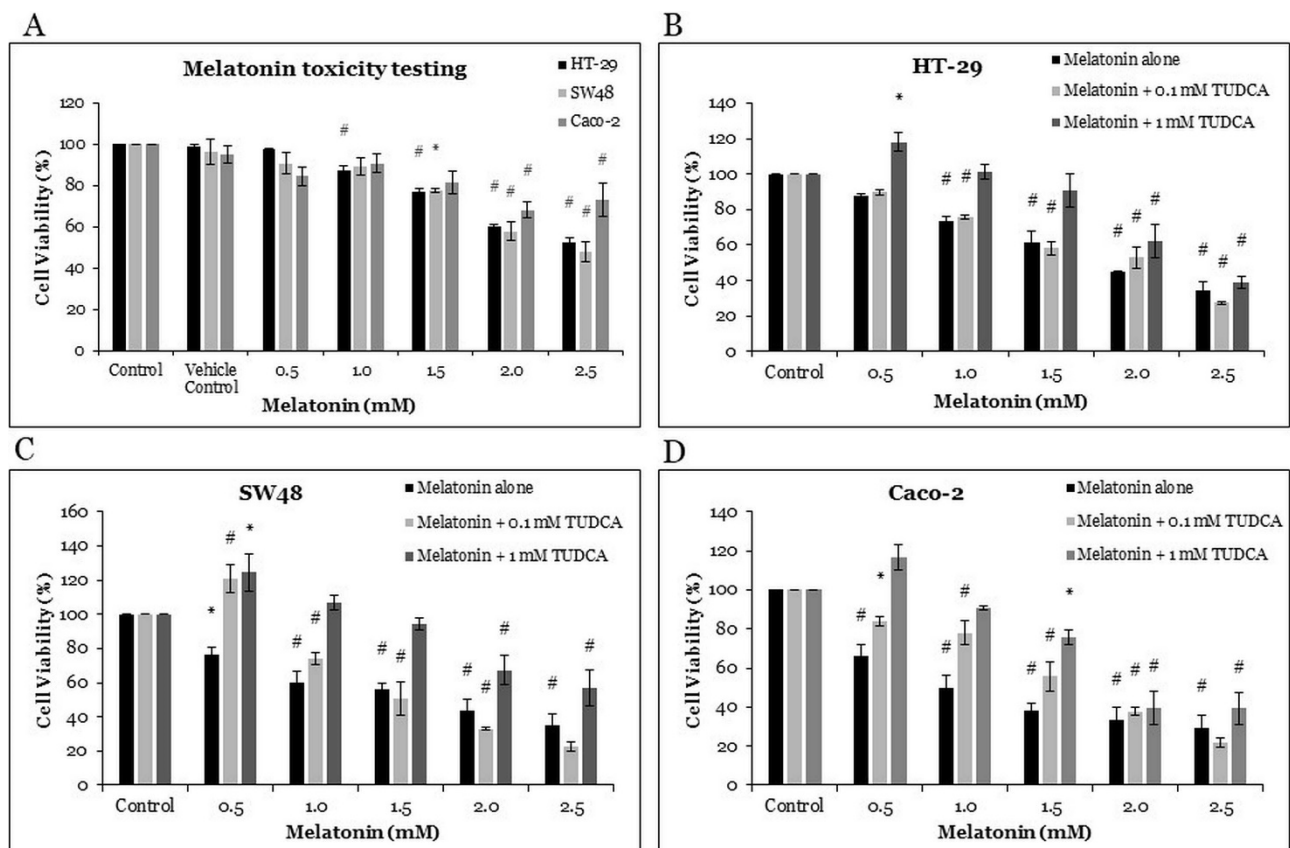 A
Melatonin toxicity testing
HT-29
SW48
Caco-2
Cell Viability (%)
120
100
80
60
40
20
0
# # * # # # # # #
Control Vehicle Control 0.5 1.0 1.5 2.0 2.5
Melatonin (mM)
B
HT-29
Melatonin alone
Melatonin + 0.1 mM TUDCA
Melatonin + 1 mM TUDCA
Cell Viability (%)
140
120
100
80
60
40
20
0
* # # # # # # # # # #
Control 0.5 1.0 1.5 2.0 2.5
Melatonin (mM)
C
SW48
Melatonin alone
Melatonin + 0.1 mM TUDCA
Melatonin + 1 mM TUDCA
Cell Viability (%)
160
140
120
100
80
60
40
20
0
* # * # # # # # # # # #
Control 0.5 1.0 1.5 2.0 2.5
Melatonin (mM)
D
Caco-2
Melatonin alone
Melatonin + 0.1 mM TUDCA
Melatonin + 1 mM TUDCA
Cell Viability (%)
140
120
100
80
60
40
20
0
# * # # # # * # # # # #
Control 0.5 1.0 1.5 2.0 2.5
Melatonin (mM)